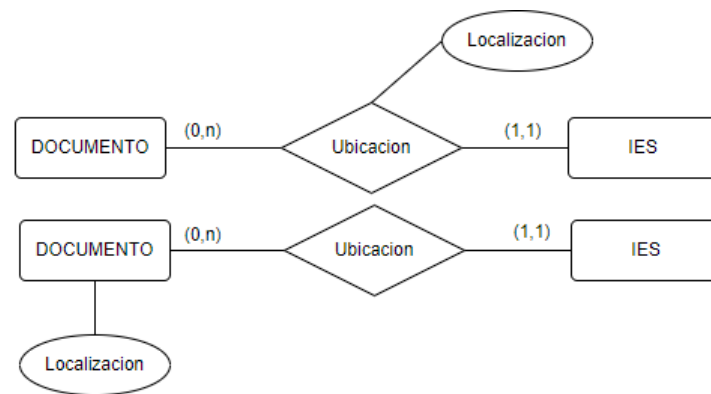 Localizacion
DOCUMENTO (0,n) Ubicacion (1,1) IES
DOCUMENTO (0,n) Ubicacion (1,1) IES
Localizacion